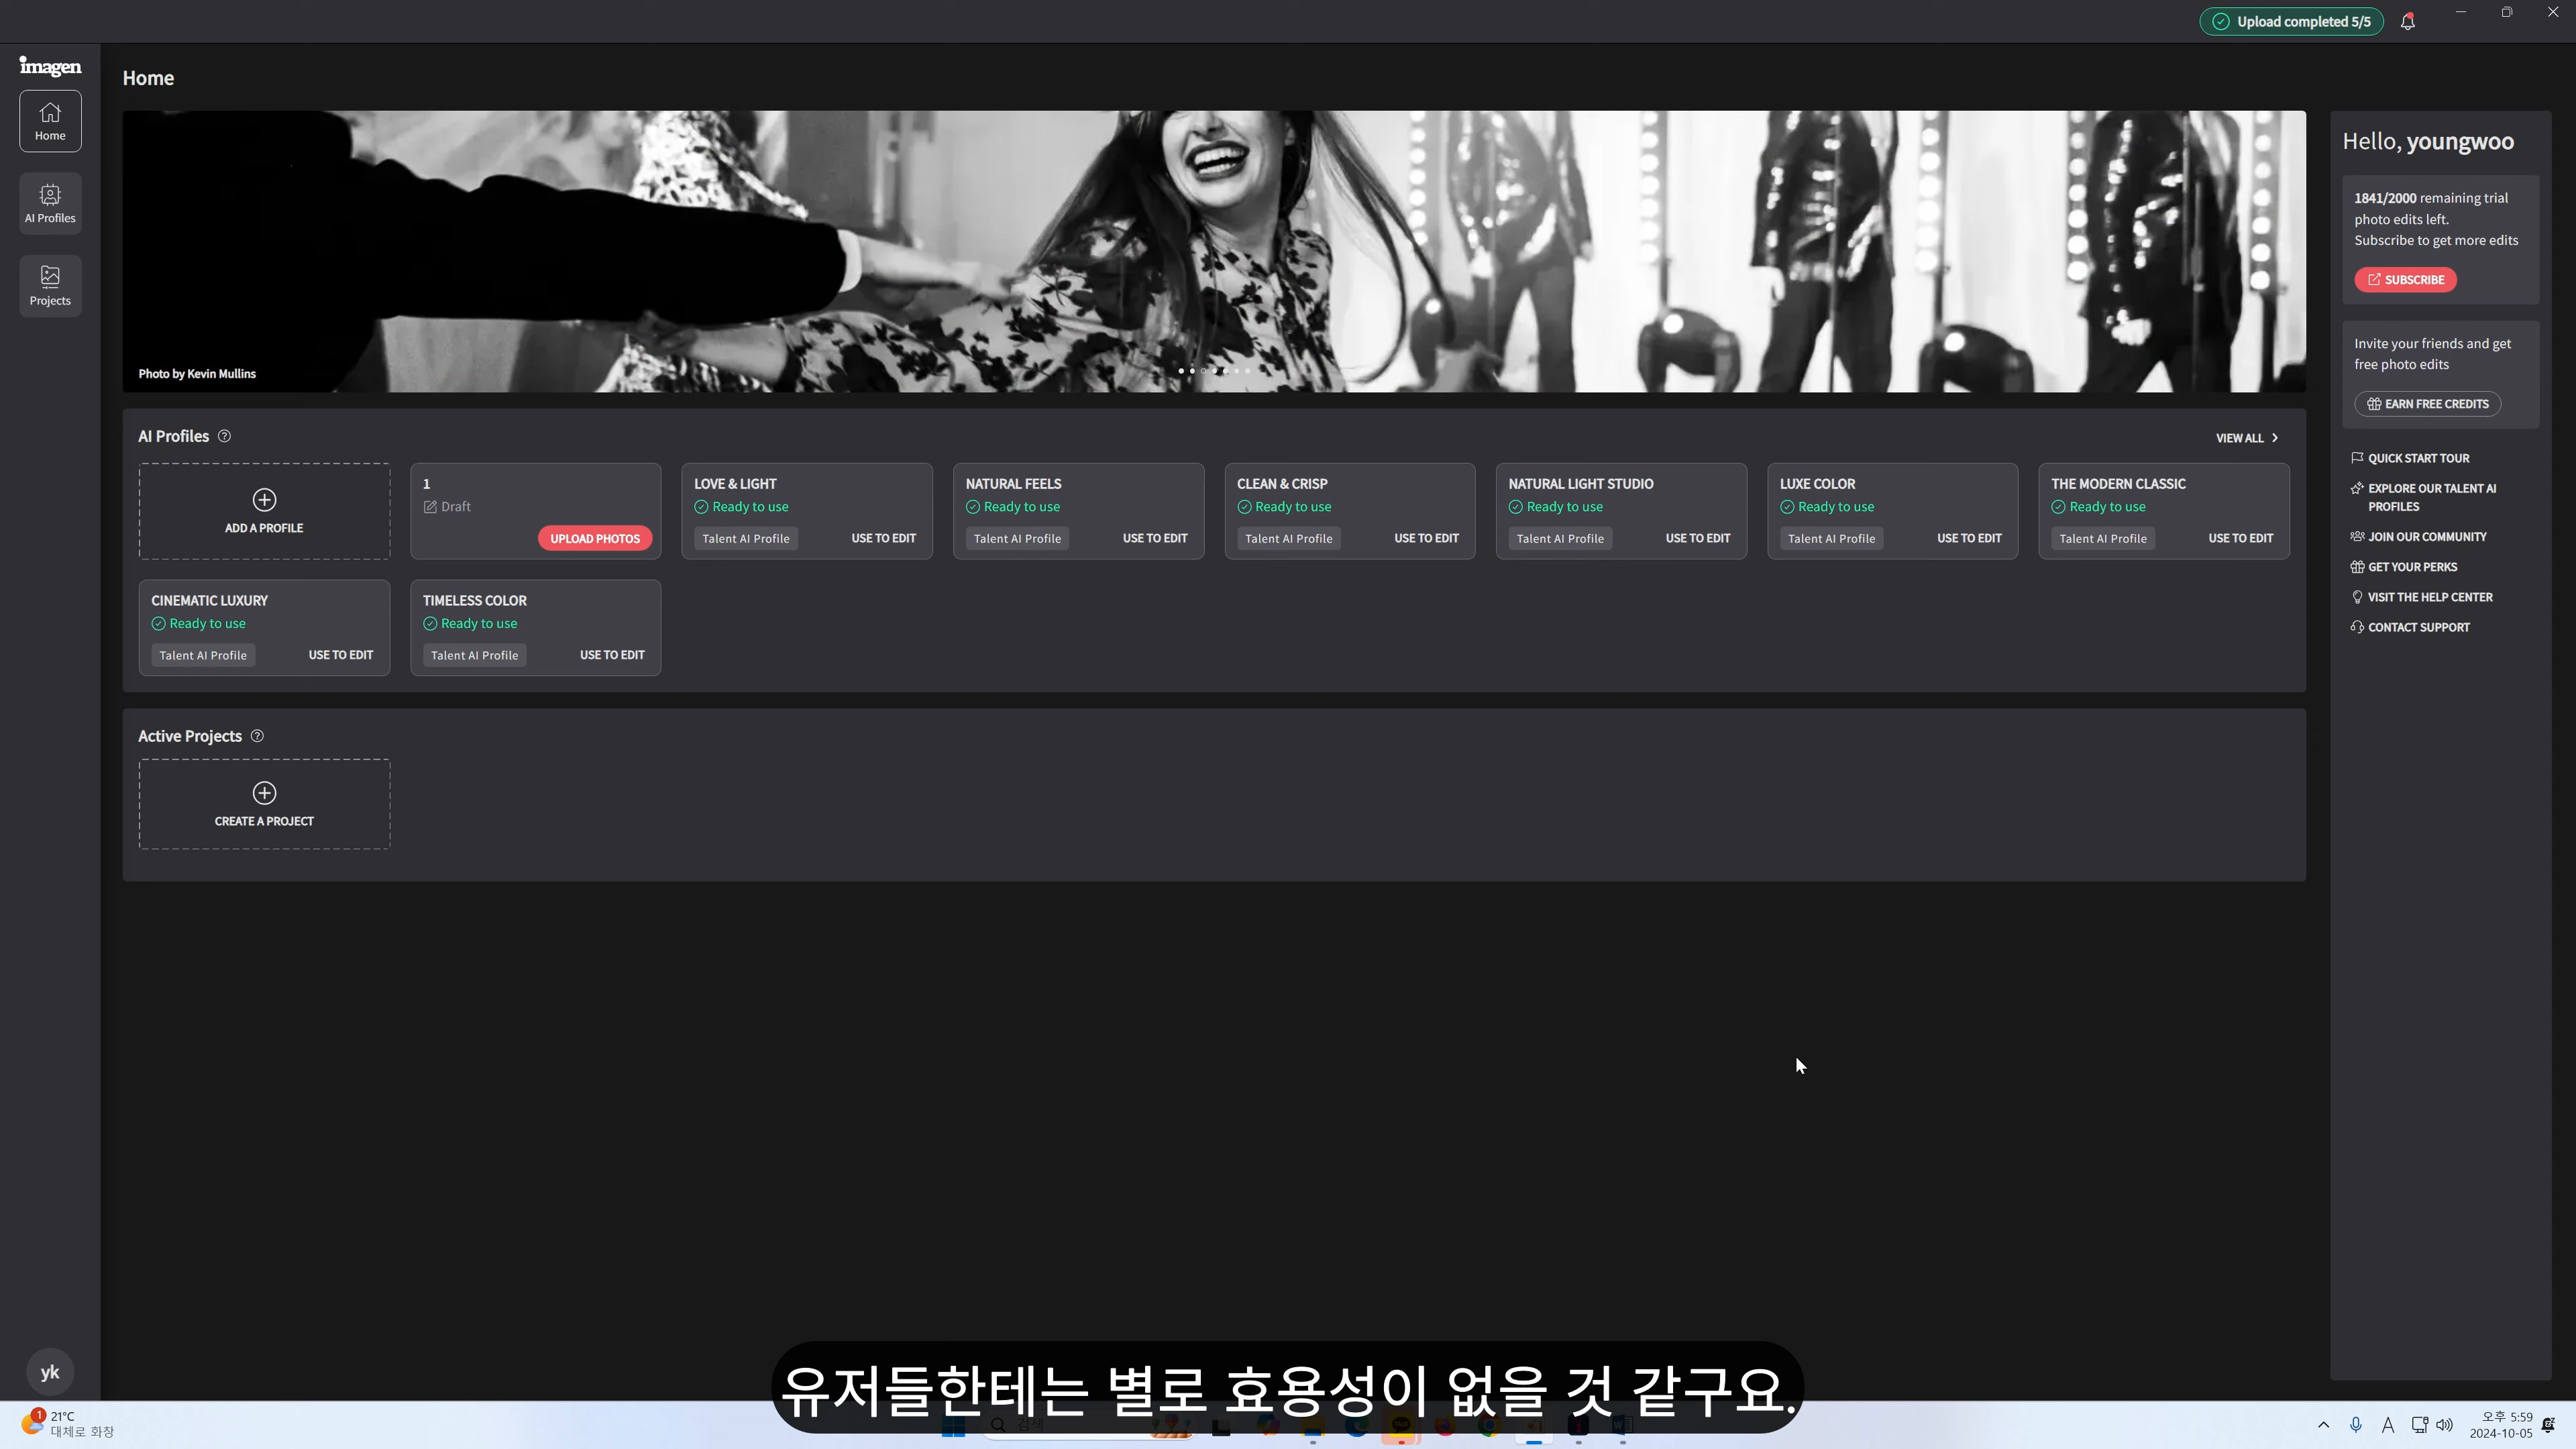 Upload completed 5/5
imagen
Home
AI Profiles
Projects
Home
Photo by Kevin Mullins
AI Profiles
VIEW ALL
ADD A PROFILE
1
Draft
UPLOAD PHOTOS
LOVE & LIGHT
Ready to use
Talent AI Profile
USE TO EDIT
NATURAL FEELS
Ready to use
Talent AI Profile
USE TO EDIT
CLEAN & CRISP
Ready to use
Talent AI Profile
USE TO EDIT
NATURAL LIGHT STUDIO
Ready to use
Talent AI Profile
USE TO EDIT
LUXE COLOR
Ready to use
Talent AI Profile
USE TO EDIT
THE MODERN CLASSIC
Ready to use
Talent AI Profile
USE TO EDIT
CINEMATIC LUXURY
Ready to use
Talent AI Profile
USE TO EDIT
TIMELESS COLOR
Ready to use
Talent AI Profile
USE TO EDIT
Active Projects
CREATE A PROJECT
Hello, youngwoo
1841/2000 remaining trial
photo edits left.
Subscribe to get more edits
SUBSCRIBE
Invite your friends and get
free photo edits
EARN FREE CREDITS
QUICK START TOUR
EXPLORE OUR TALENT AI
PROFILES
JOIN OUR COMMUNITY
GET YOUR PERKS
VISIT THE HELP CENTER
CONTACT SUPPORT
yk
유저들한테는 별로 효용성이 없을 것 같구요.
1
21°C
대체로 화창
검색
A
오후 5:59
2024-10-05